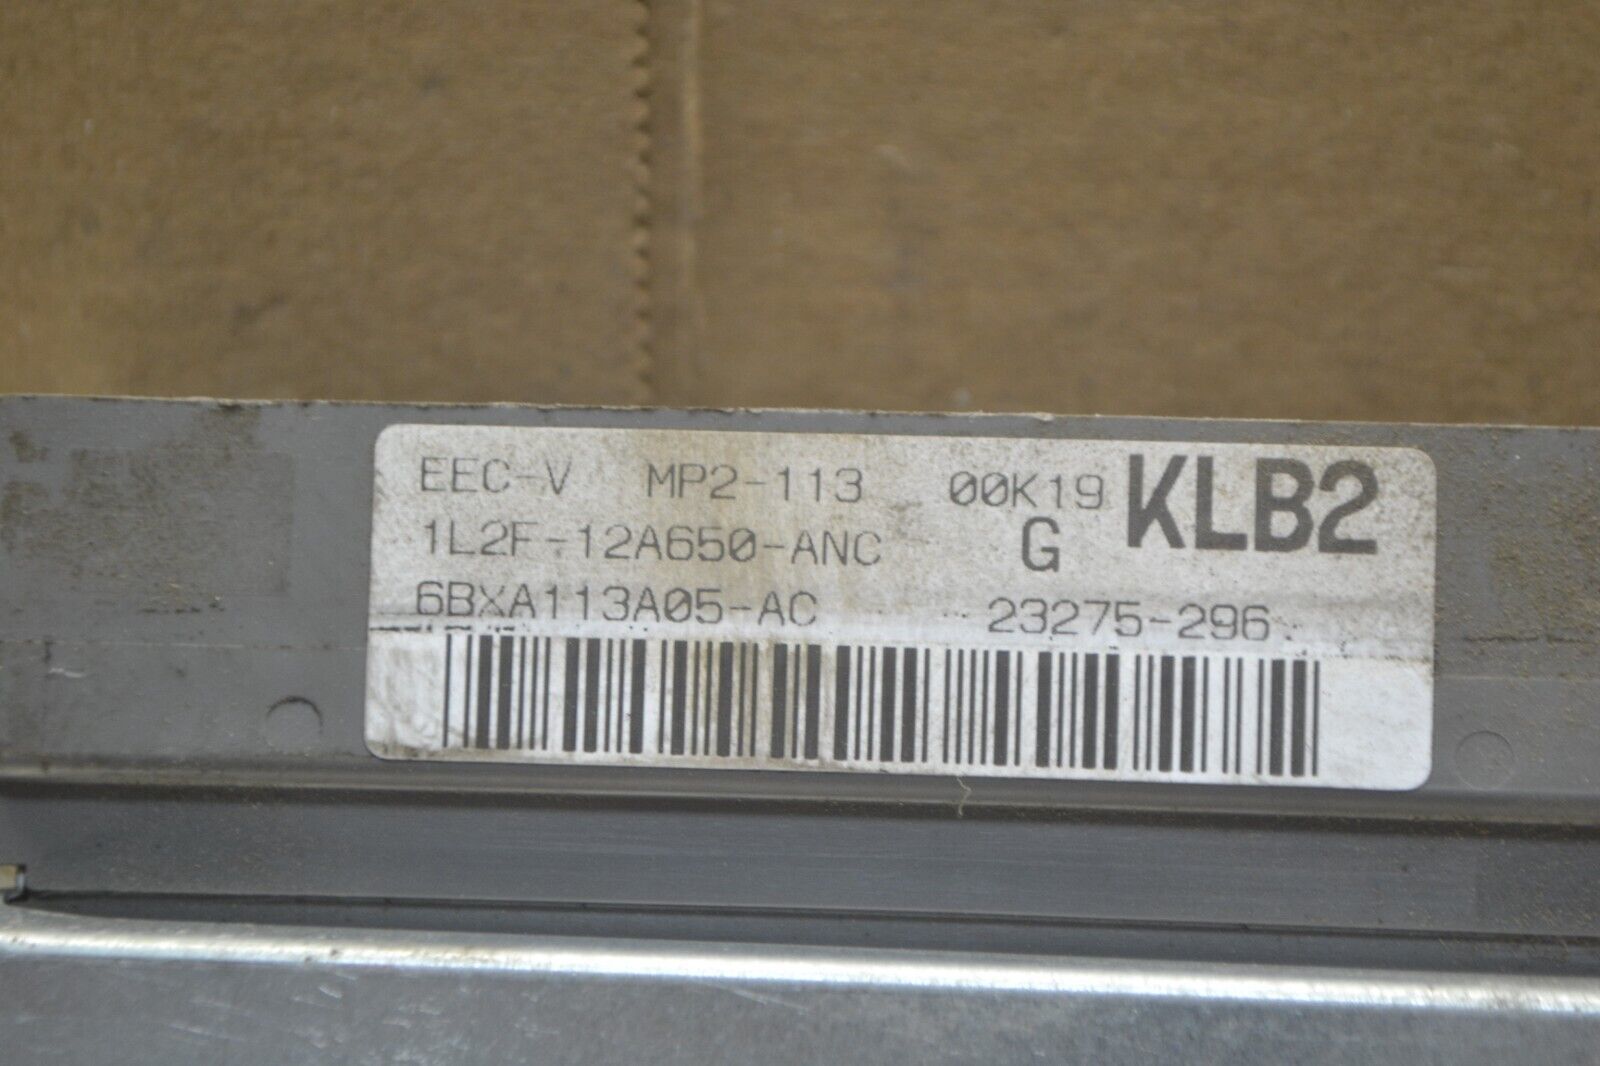 EEC-V MP2-113 00K19 KLB2
1L2F-12A650-ANC G
6BXA113A05-AC 23275-296